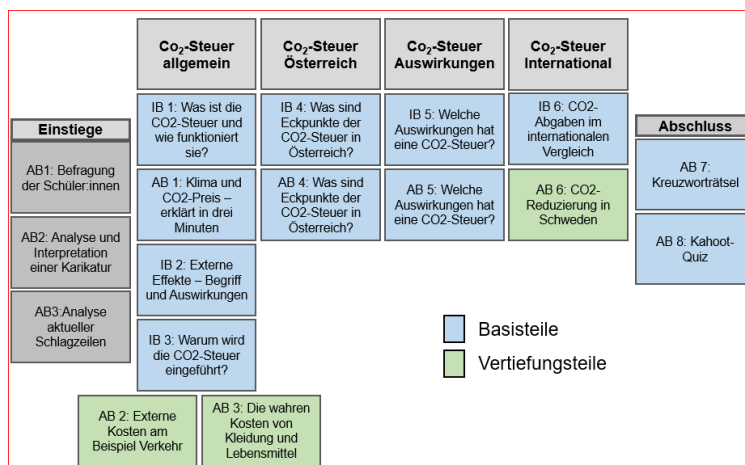 Co₂-Steuer
allgemein
Co₂-Steuer
Österreich
Co₂-Steuer
Auswirkungen
Co₂-Steuer
International
Einstiege
AB1: Befragung
der Schüler:innen
AB2: Analyse und
Interpretation
einer Karikatur
AB3:Analyse
aktueller
Schlagzeilen
IB 1: Was ist die
CO2-Steuer und
wie funktioniert
sie?
AB 1: Klima und
CO2-Preis –
erklärt in drei
Minuten
IB 2: Externe
Effekte – Begriff
und Auswirkungen
IB 3: Warum wird
die CO2-Steuer
eingeführt?
AB 2: Externe
Kosten am
Beispiel Verkehr
AB 3: Die wahren
Kosten von
Kleidung und
Lebensmittel
IB 4: Was sind
Eckpunkte der
CO2-Steuer in
Österreich?
AB 4: Was sind
Eckpunkte der
CO2-Steuer in
Österreich?
IB 5: Welche
Auswirkungen hat
eine CO2-Steuer?
AB 5: Welche
Auswirkungen hat
eine CO2-Steuer?
IB 6: CO2-
Abgaben im
internationalen
Vergleich
AB 6: CO2-
Reduzierung in
Schweden
Abschluss
AB 7:
Kreuzworträtsel
AB 8: Kahoot-
Quiz
Basisteile
Vertiefungsteile